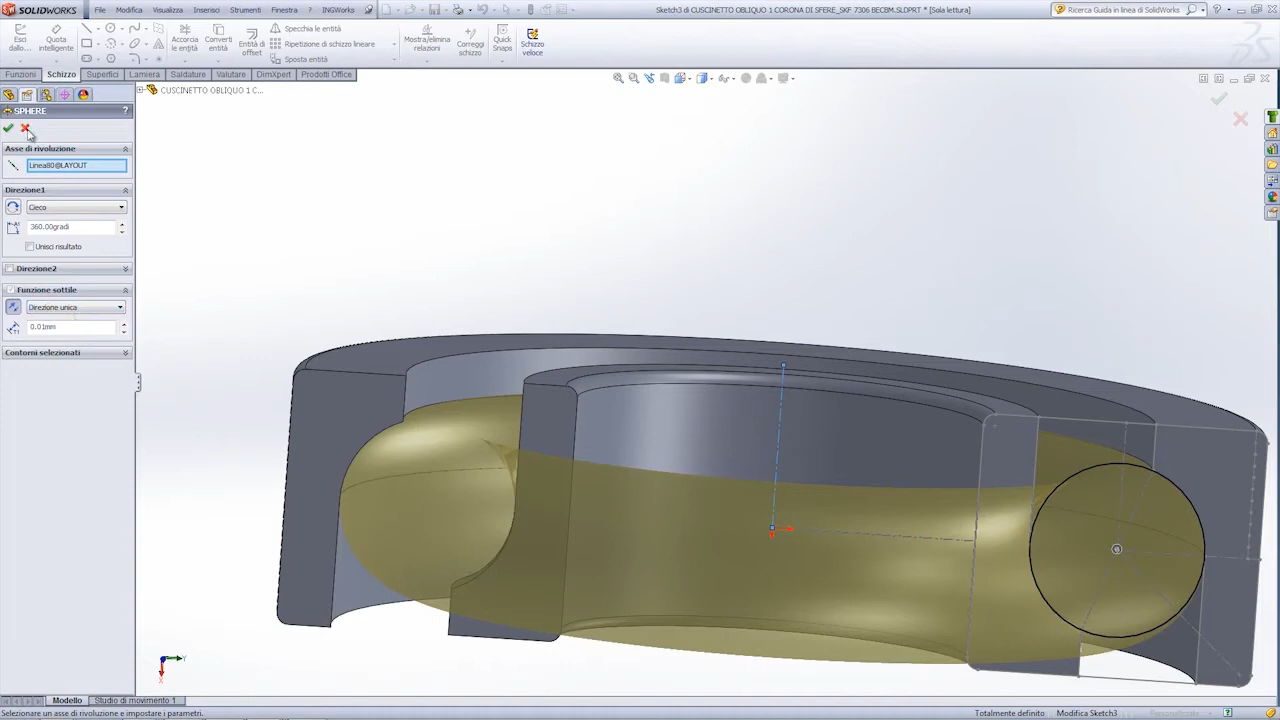 SOLIDWORKS
File Modifica Visualizza Inserisci Strumenti Finestra ? INGWorks
Sketch3 di CUSCINETTO OBLIQUO 1 CORONA DI SFERE_SKF 7306 BECBM.SLDPRT * [Sola lettura]
Ricerca Guida in linea di SolidWorks
Esci dallo...
Quota intelligente
Accorcia le entità
Converti entità
Entità di offset
Specchia le entità
Ripetizione di schizzo lineare
Sposta entità
Mostra/elimina relazioni
Correggi schizzo
Quick Snaps
Schizzo veloce
Funzioni Schizzo Superfici Lamiera Saldature Valutare DimXpert Prodotti Office
CUSCINETTO OBLIQUO 1 C...
SPHERE ?
Asse di rivoluzione
Linea80@LAYOUT
Direzione1
Cieco
360.00gradi
Unisci risultato
Direzione2
Funzione sottile
Direzione unica
0.01mm
Contorni selezionati
Y
X
Modello Studio di movimento 1
Selezionare un asse di rivoluzione e impostare i parametri.
Totalmente definito Modifica Sketch3 Personalizzato